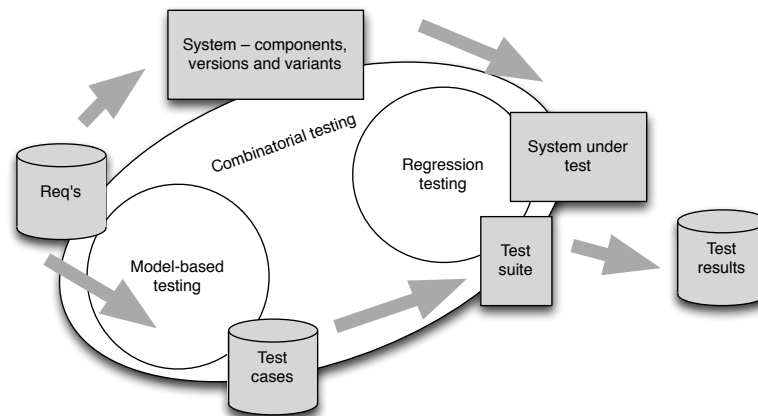 System – components,
versions and variants
Combinatorial testing
Regression
testing
System under
test
Req's
Model-based
testing
Test
suite
Test
results
Test
cases